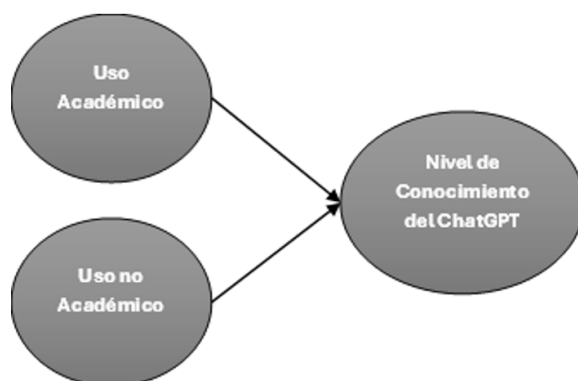 Uso
Académico
Nivel de
Conocimiento
del ChatGPT
Uso no
Académico